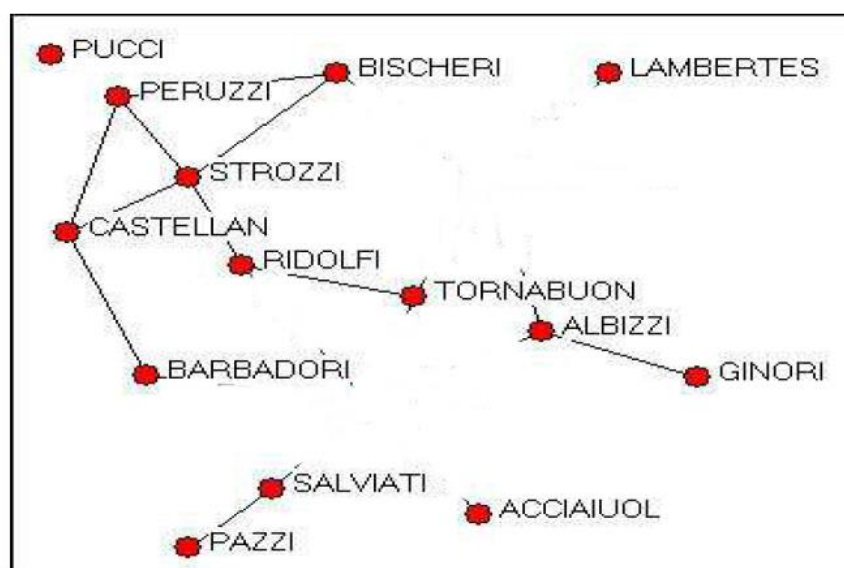 PUCCI
BISCHERI
LAMBERTES
PERUZZI
STROZZI
CASTELLAN
RIDOLFI
TORNABUON
ALBIZZI
BARBADORI
GINORI
SALVIATI
ACCIAIUOL
PAZZI